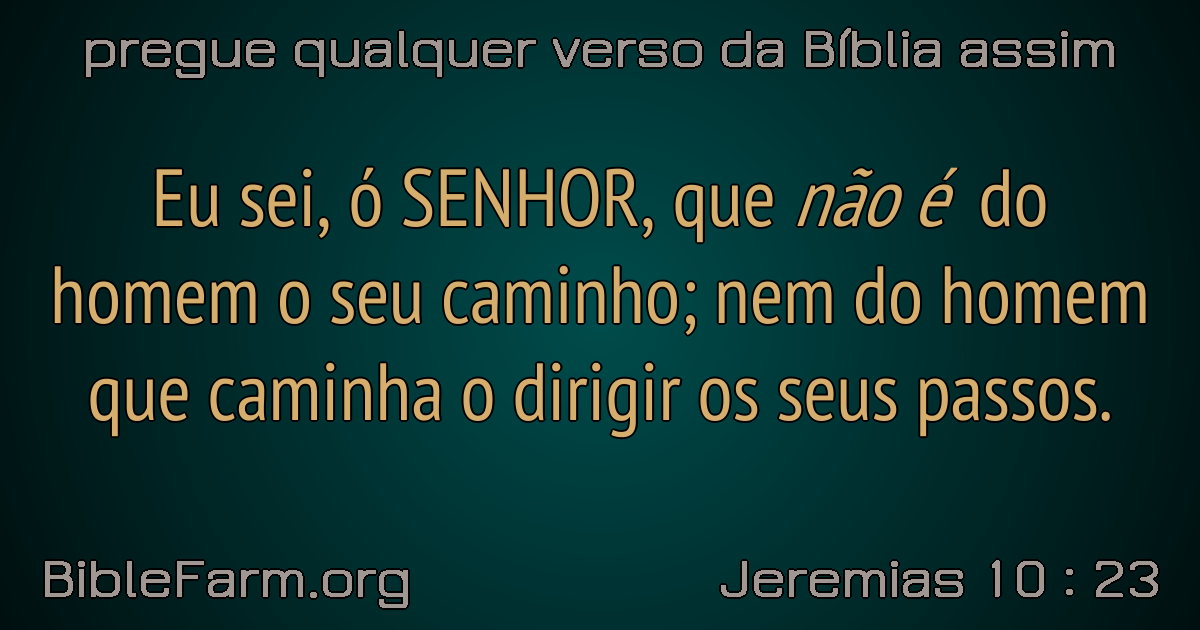 pregue qualquer verso da Bíblia assim
Eu sei, ó SENHOR, que não é do
homem o seu caminho; nem do homem
que caminha o dirigir os seus passos.
BibleFarm.org
Jeremias 10 : 23